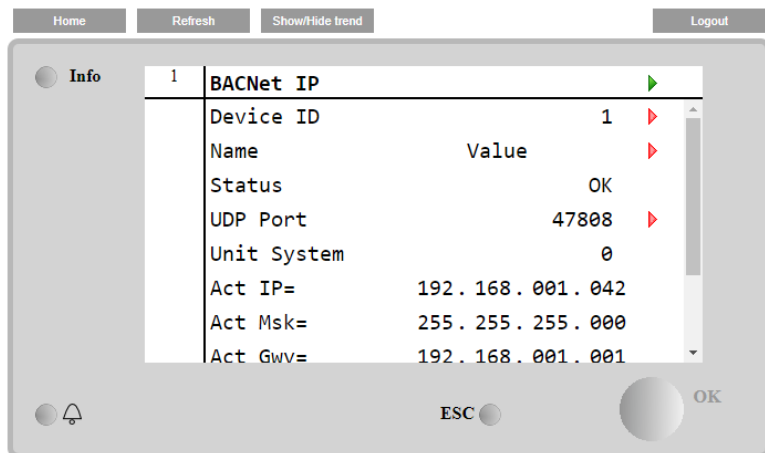 Home Refresh Show/Hide trend Logout
Info
1 BACNet IP
Device ID 1
Name Value
Status OK
UDP Port 47808
Unit System 0
Act IP= 192.168.001.042
Act Msk= 255.255.255.000
Act Gwy= 192.168.001.001
ESC OK